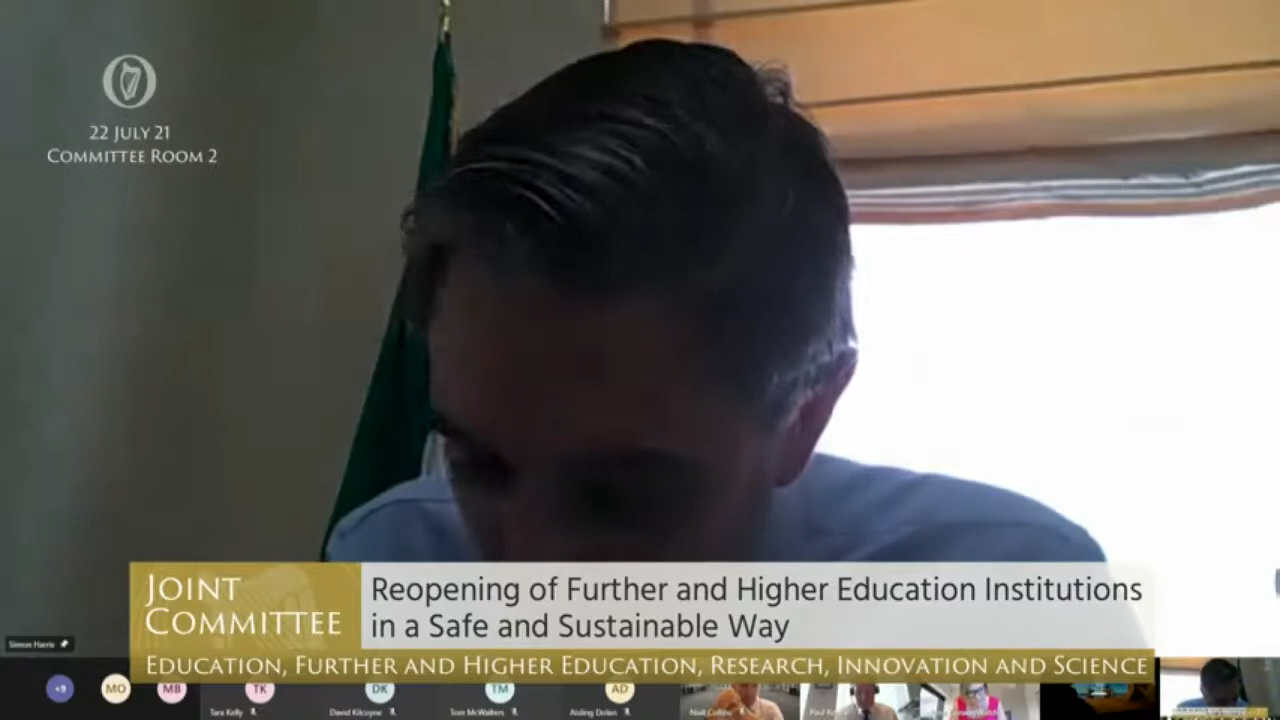 22 JULY 21
COMMITTEE ROOM 2
JOINT
COMMITTEE
Reopening of Further and Higher Education Institutions
in a Safe and Sustainable Way
EDUCATION, FURTHER AND HIGHER EDUCATION, RESEARCH, INNOVATION AND SCIENCE
Simon Harris
+9
MO
MB
TK
DK
TM
AD
Tara Kelly
David Kilcoyne
Tom McWalters
Aisling Dolan
Niall Collins